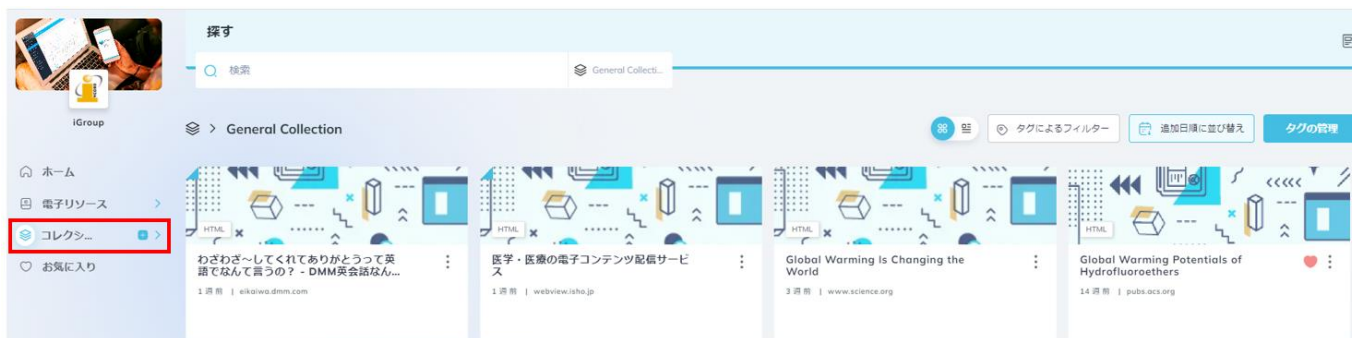 探す
検索
General Collecti...
iGroup
> General Collection
タグによるフィルター
追加日順に並び替え
タグの管理
ホーム
電子リソース
コレクシ...
お気に入り
HTML
わざわざ~してくれてありがとうって英
語でなんて言うの? - DMM英会話なん...
1 週前 | eikaiwa.dmm.com
HTML
医学・医療の電子コンテンツ配信サービ
ス
1 週前 | webview.isho.jp
HTML
Global Warming Is Changing the
World
3 週前 | www.science.org
HTML
Global Warming Potentials of
Hydrofluoroethers
14 週前 | pubs.acs.org